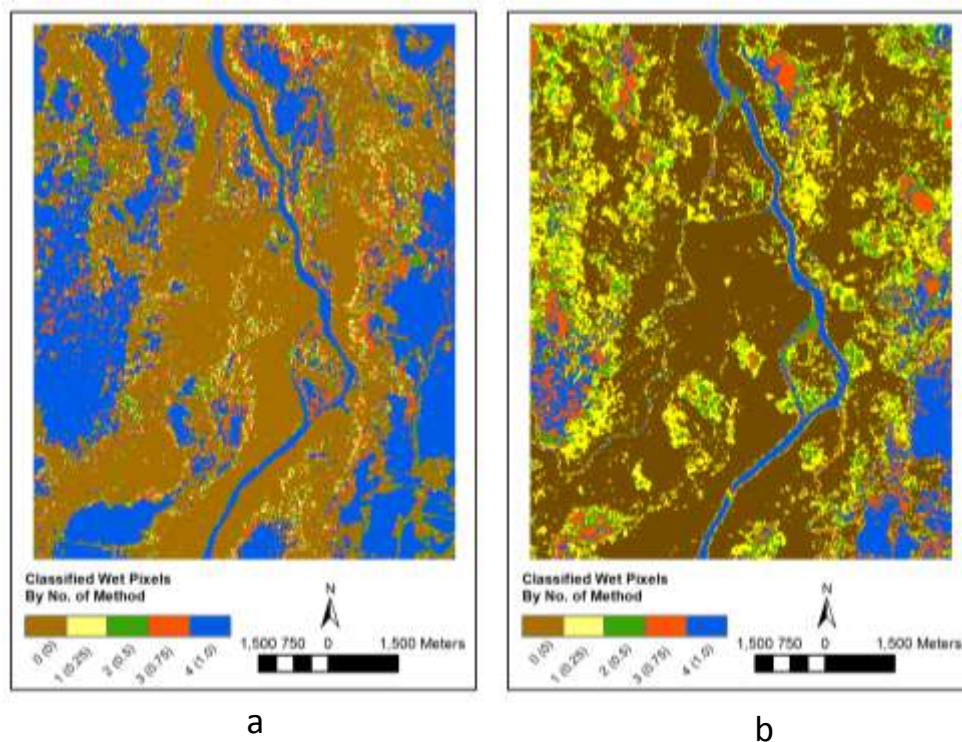 Classified Wet Pixels
By No. of Method
0 (0)
1 (0.25)
2 (0.5)
3 (0.75)
4 (1.0)
N
1,500 750 0 1,500 Meters
a
Classified Wet Pixels
By No. of Method
0 (0)
1 (0.25)
2 (0.5)
3 (0.75)
4 (1.0)
N
1,500 750 0 1,500 Meters
b